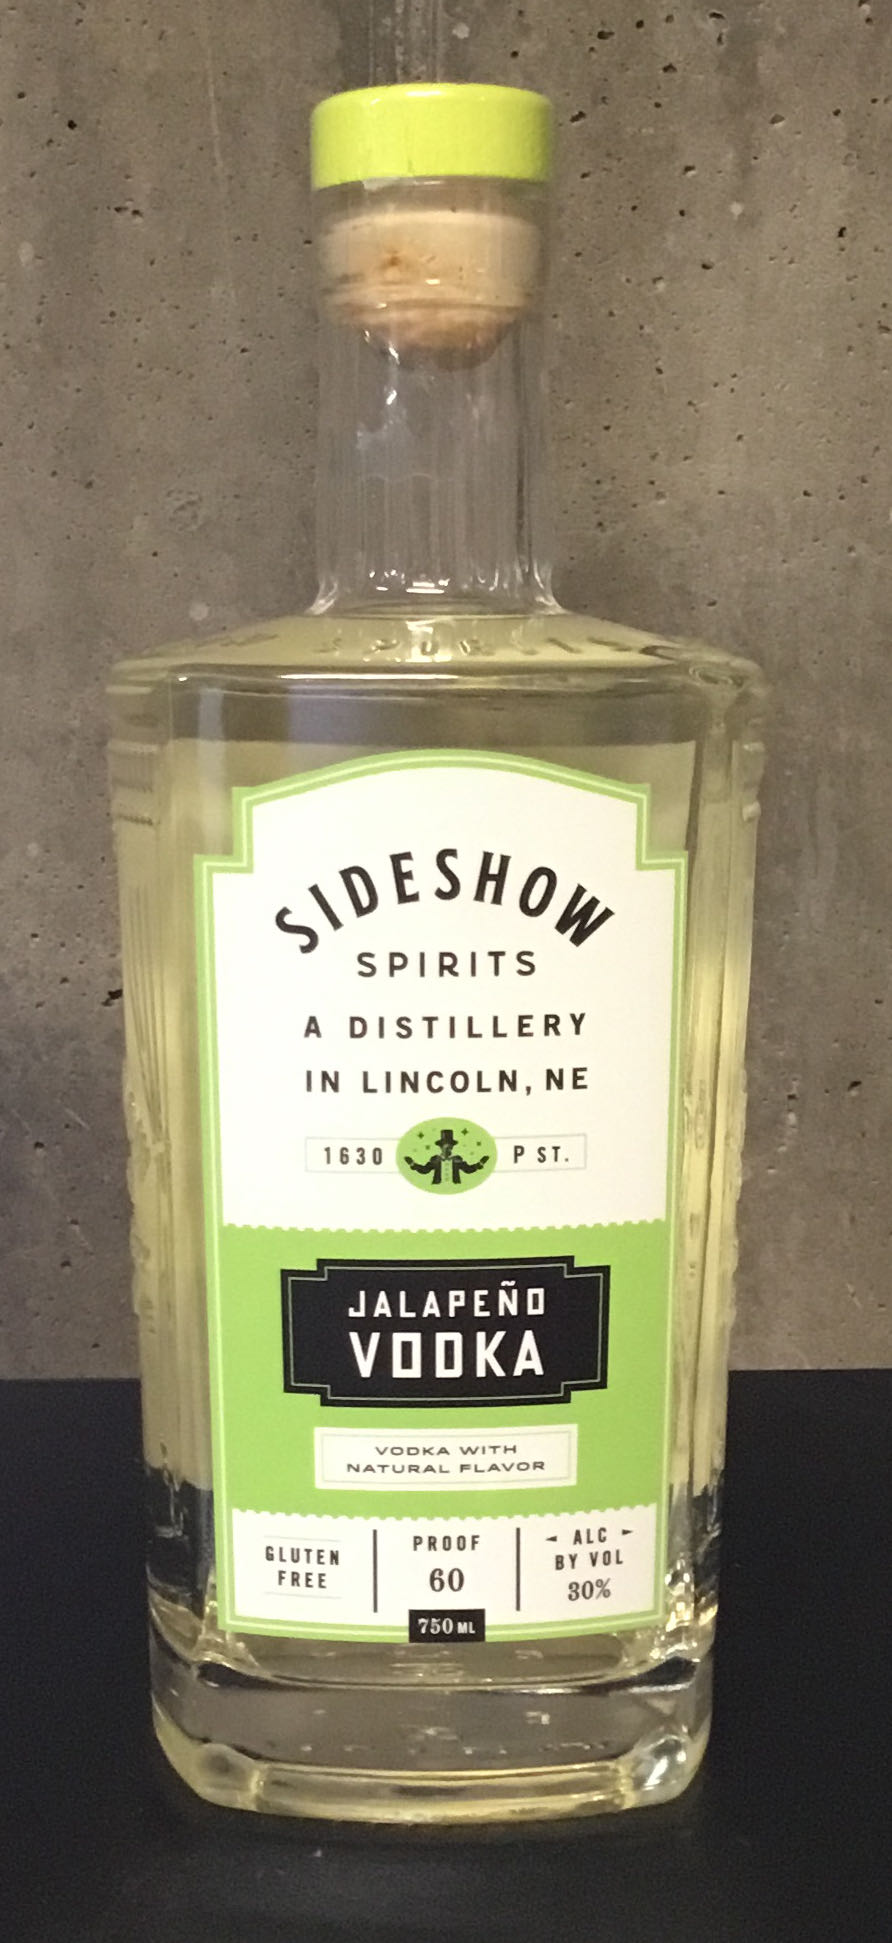 SPIRITS
SIDESHOW
SPIRITS
A DISTILLERY
IN LINCOLN, NE
1630 P ST.
JALAPEÑO
VODKA
VODKA WITH
NATURAL FLAVOR
GLUTEN
FREE
PROOF
60
ALC
BY VOL
30%
750 ML